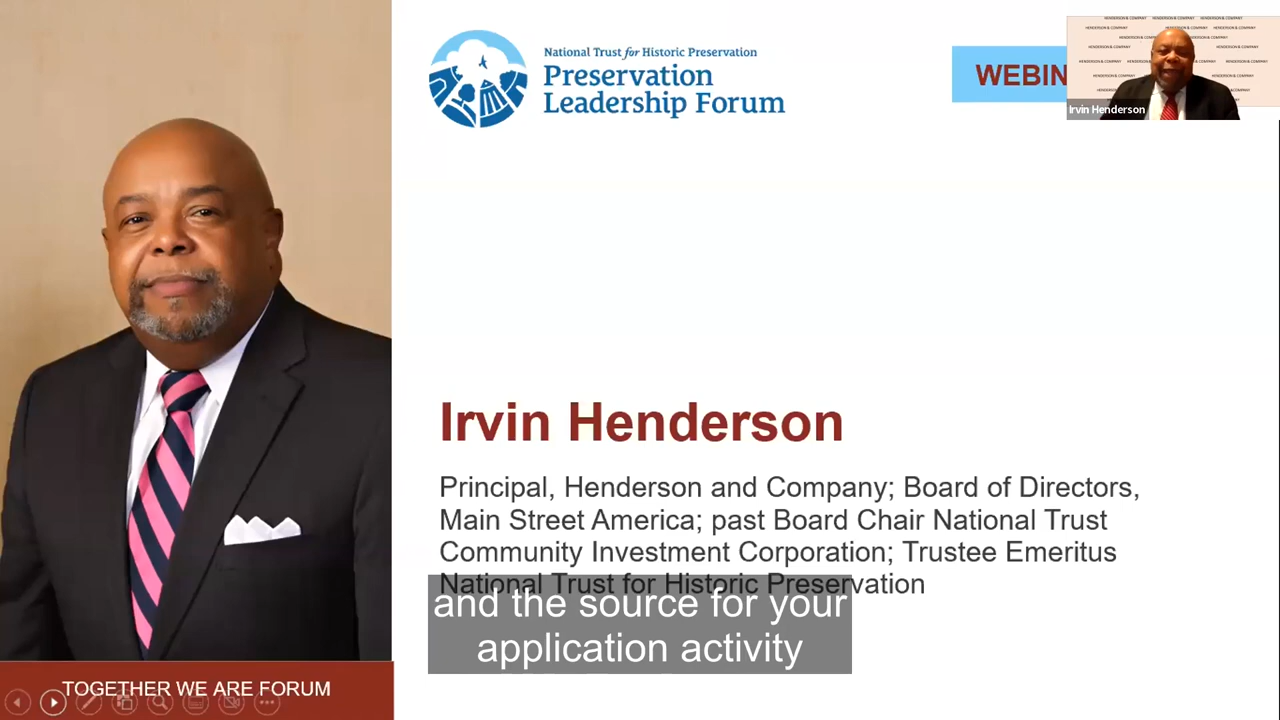 National Trust for Historic Preservation
Preservation
Leadership Forum
WEBIN
Irvin Henderson
Irvin Henderson
Principal, Henderson and Company; Board of Directors,
Main Street America; past Board Chair National Trust
Community Investment Corporation; Trustee Emeritus
National Trust for Historic Preservation
and the source for your
application activity
TOGETHER WE ARE FORUM